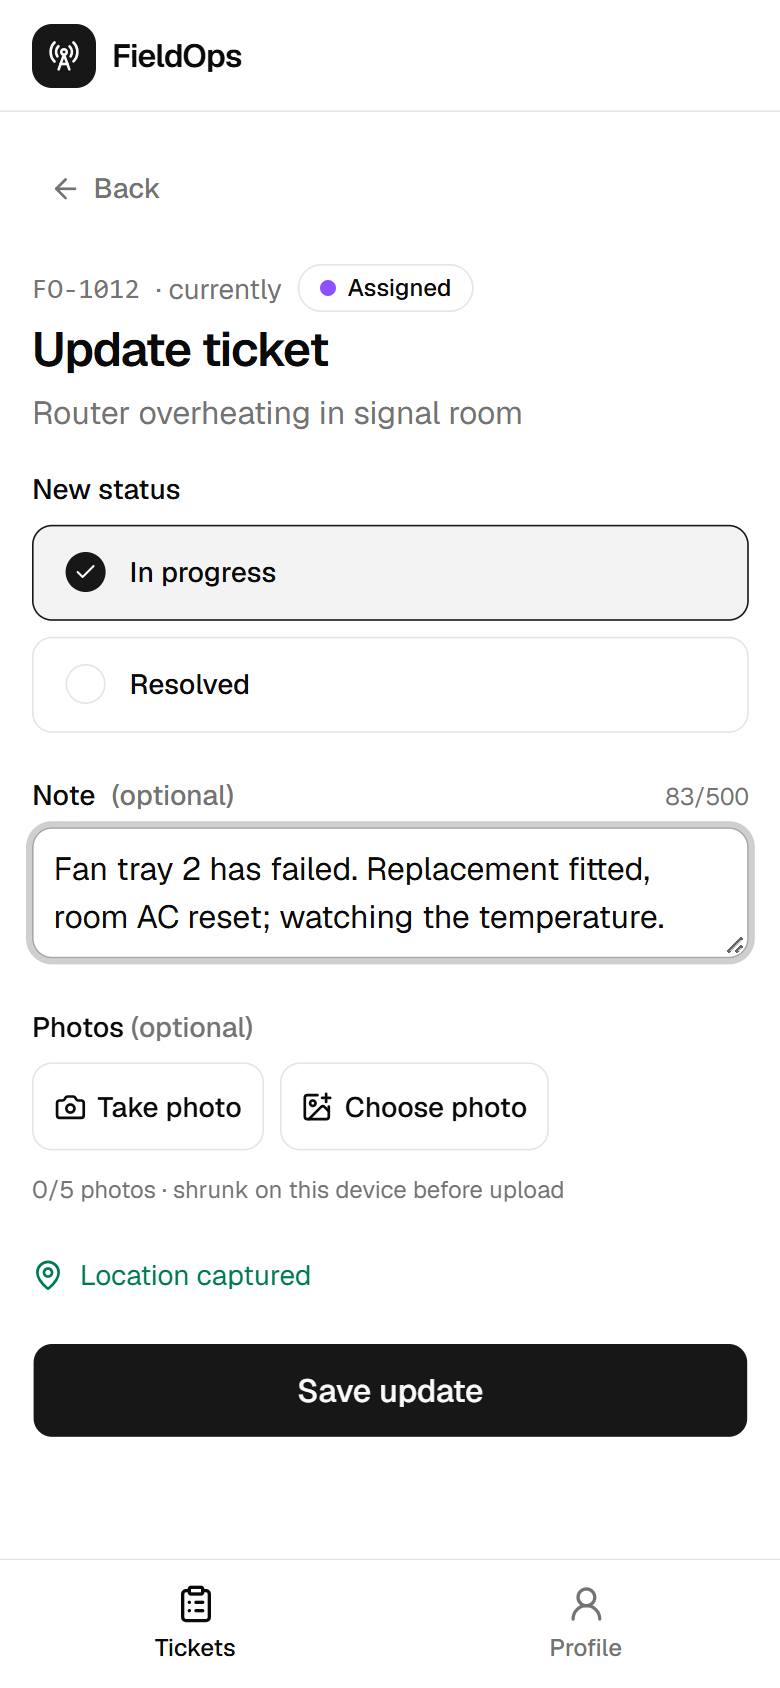 FieldOps
Back
FO-1012 · currently Assigned
Update ticket
Router overheating in signal room
New status
In progress
Resolved
Note (optional) 83/500
Fan tray 2 has failed. Replacement fitted,
room AC reset; watching the temperature.
Photos (optional)
Take photo Choose photo
0/5 photos · shrunk on this device before upload
Location captured
Save update
Tickets Profile